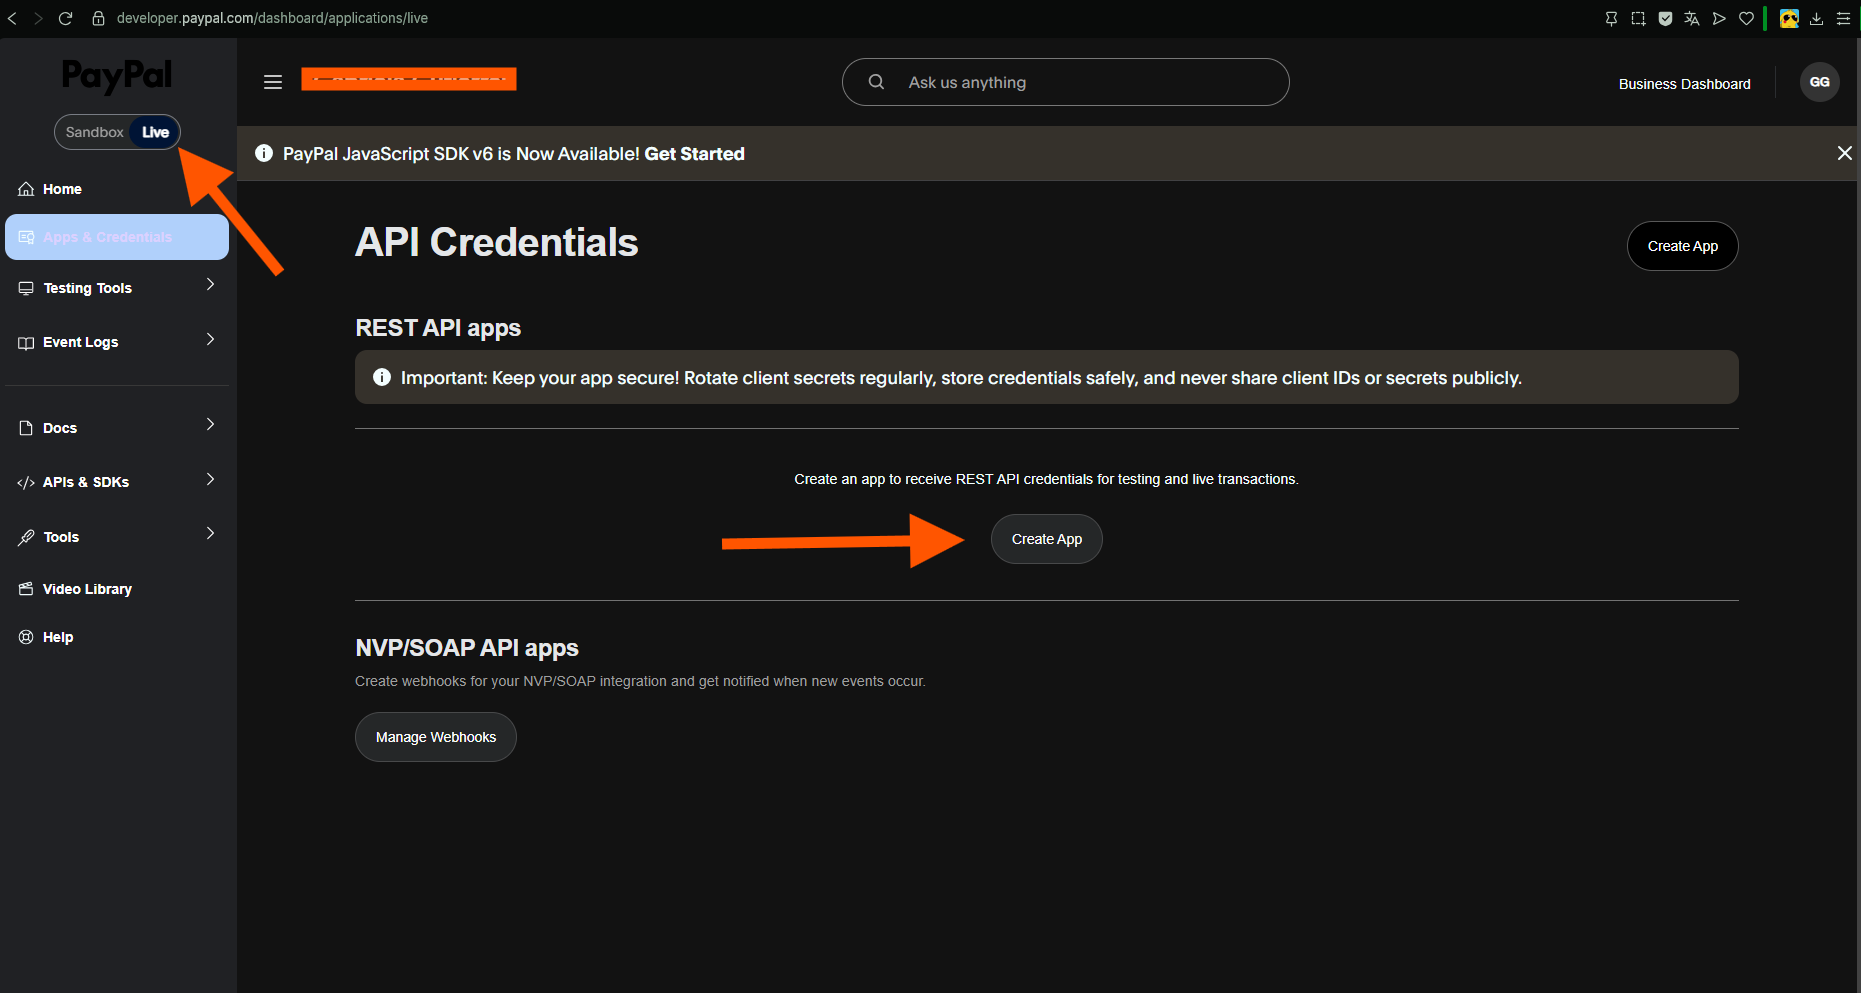 developer.paypal.com/dashboard/applications/live
PayPal
Sandbox Live
Ask us anything
Business Dashboard
GG
PayPal JavaScript SDK v6 is Now Available! Get Started
Home
Apps & Credentials
Testing Tools
Event Logs
Docs
APIs & SDKs
Tools
Video Library
Help
API Credentials
Create App
REST API apps
Important: Keep your app secure! Rotate client secrets regularly, store credentials safely, and never share client IDs or secrets publicly.
Create an app to receive REST API credentials for testing and live transactions.
Create App
NVP/SOAP API apps
Create webhooks for your NVP/SOAP integration and get notified when new events occur.
Manage Webhooks